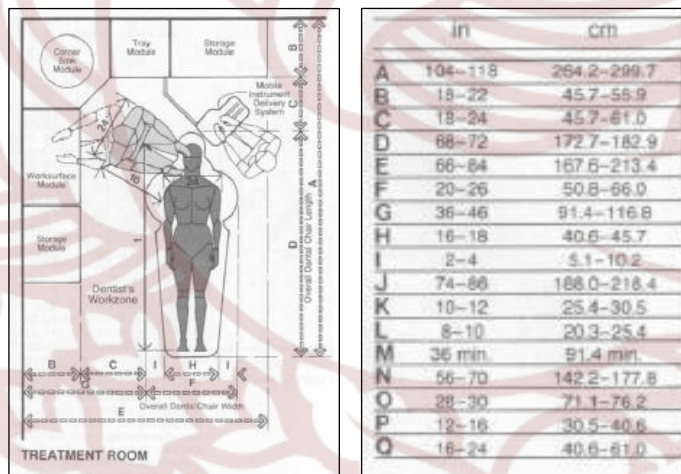 Corner
Sink
Module
Tray
Module
Storage
Module
B
Mobile
Instrument
Delivery
System
C
A
24
18
24
Worksurface
Module
Storage
Module
1
D
Overall Dental Chair Length
Dentist's
Workzone
B
C
I
H
I
G
F
Overall Dental Chair Width
E
TREATMENT ROOM
in cm
A 104–118 264.2–299.7
B 18–22 45.7–55.9
C 18–24 45.7–61.0
D 68–72 172.7–182.9
E 66–84 167.6–213.4
F 20–26 50.8–66.0
G 36–46 91.4–116.8
H 16–18 40.6–45.7
I 2–4 5.1–10.2
J 74–86 188.0–218.4
K 10–12 25.4–30.5
L 8–10 20.3–25.4
M 36 min. 91.4 min.
N 56–70 142.2–177.8
O 28–30 71.1–76.2
P 12–16 30.5–40.6
Q 16–24 40.6–61.0